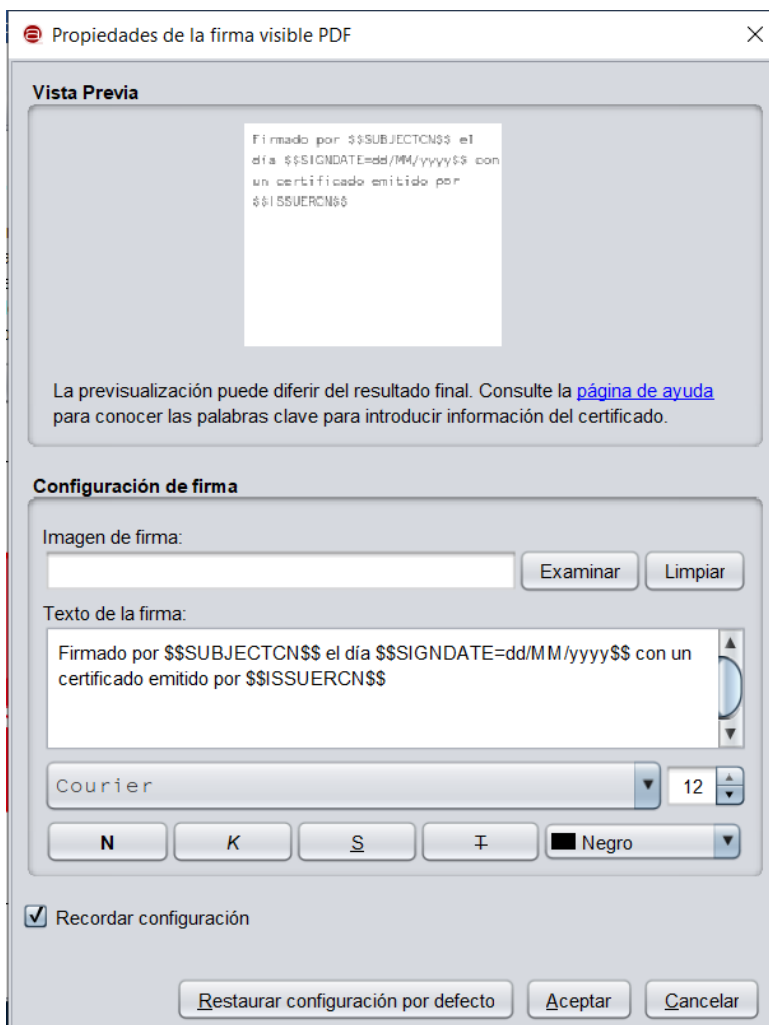 Propiedades de la firma visible PDF
Vista Previa
Firmado por $$SUBJECTCN$$ el
día $$SIGNDATE=dd/MM/yyyy$$ con
un certificado emitido por
$$ISSUERCN$$
La previsualización puede diferir del resultado final. Consulte la página de ayuda
para conocer las palabras clave para introducir información del certificado.
Configuración de firma
Imagen de firma:
Examinar
Limpiar
Texto de la firma:
Firmado por $$SUBJECTCN$$ el día $$SIGNDATE=dd/MM/yyyy$$ con un
certificado emitido por $$ISSUERCN$$
Courier
12
N
K
S
T
Negro
Recordar configuración
Restaurar configuración por defecto
Aceptar
Cancelar